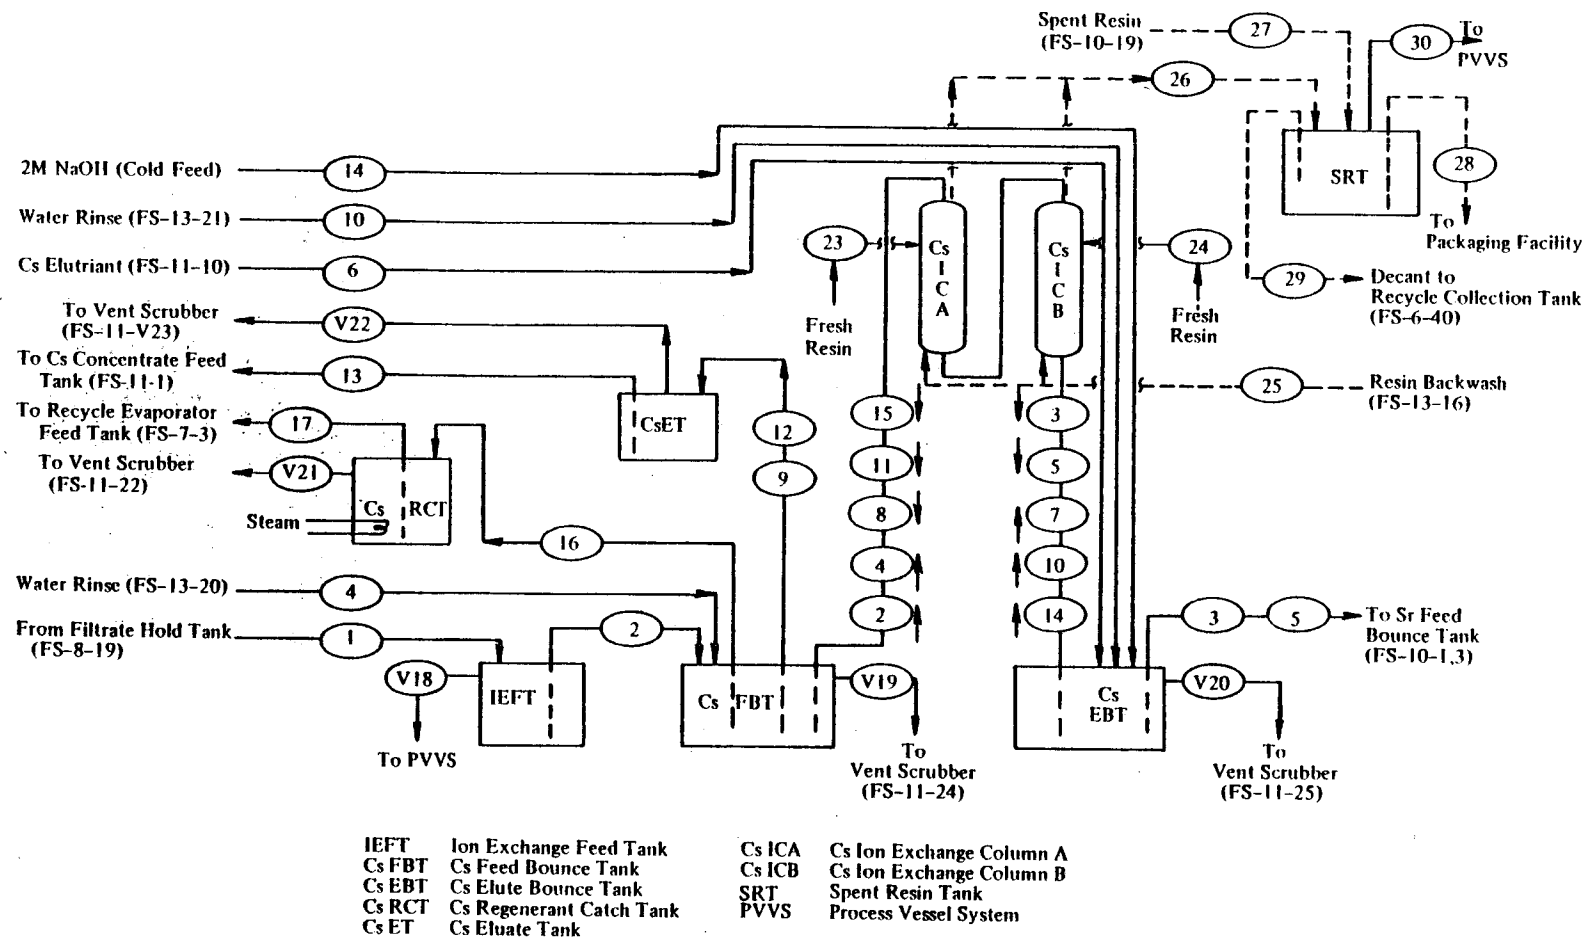 Spent Resin
(FS-10-19)
27
30
To
PVVS
26
28
SRT
To
Packaging Facility
29
Decant to
Recycle Collection Tank
(FS-6-40)
2M NaOH (Cold Feed)
14
Water Rinse (FS-13-21)
10
Cs Elutriant (FS-11-10)
6
To Vent Scrubber
(FS-11-V23)
V22
To Cs Concentrate Feed
Tank (FS-11-1)
13
To Recycle Evaporator
Feed Tank (FS-7-3)
17
To Vent Scrubber
(FS-11-22)
V21
Steam
Cs RCT
CsET
12
9
16
23
Fresh
Resin
Cs
I
C
A
Cs
I
C
B
24
Fresh
Resin
25
Resin Backwash
(FS-13-16)
15
11
8
4
2
3
5
7
10
14
Water Rinse (FS-13-20)
4
From Filtrate Hold Tank
(FS-8-19)
1
2
V18
To PVVS
IEFT
Cs FBT
V19
To
Vent Scrubber
(FS-11-24)
Cs
EBT
3
5
To Sr Feed
Bounce Tank
(FS-10-1,3)
V20
To
Vent Scrubber
(FS-11-25)
IEFT Ion Exchange Feed Tank
Cs FBT Cs Feed Bounce Tank
Cs EBT Cs Elute Bounce Tank
Cs RCT Cs Regenerant Catch Tank
Cs ET Cs Eluate Tank
Cs ICA Cs Ion Exchange Column A
Cs ICB Cs Ion Exchange Column B
SRT Spent Resin Tank
PVVS Process Vessel System